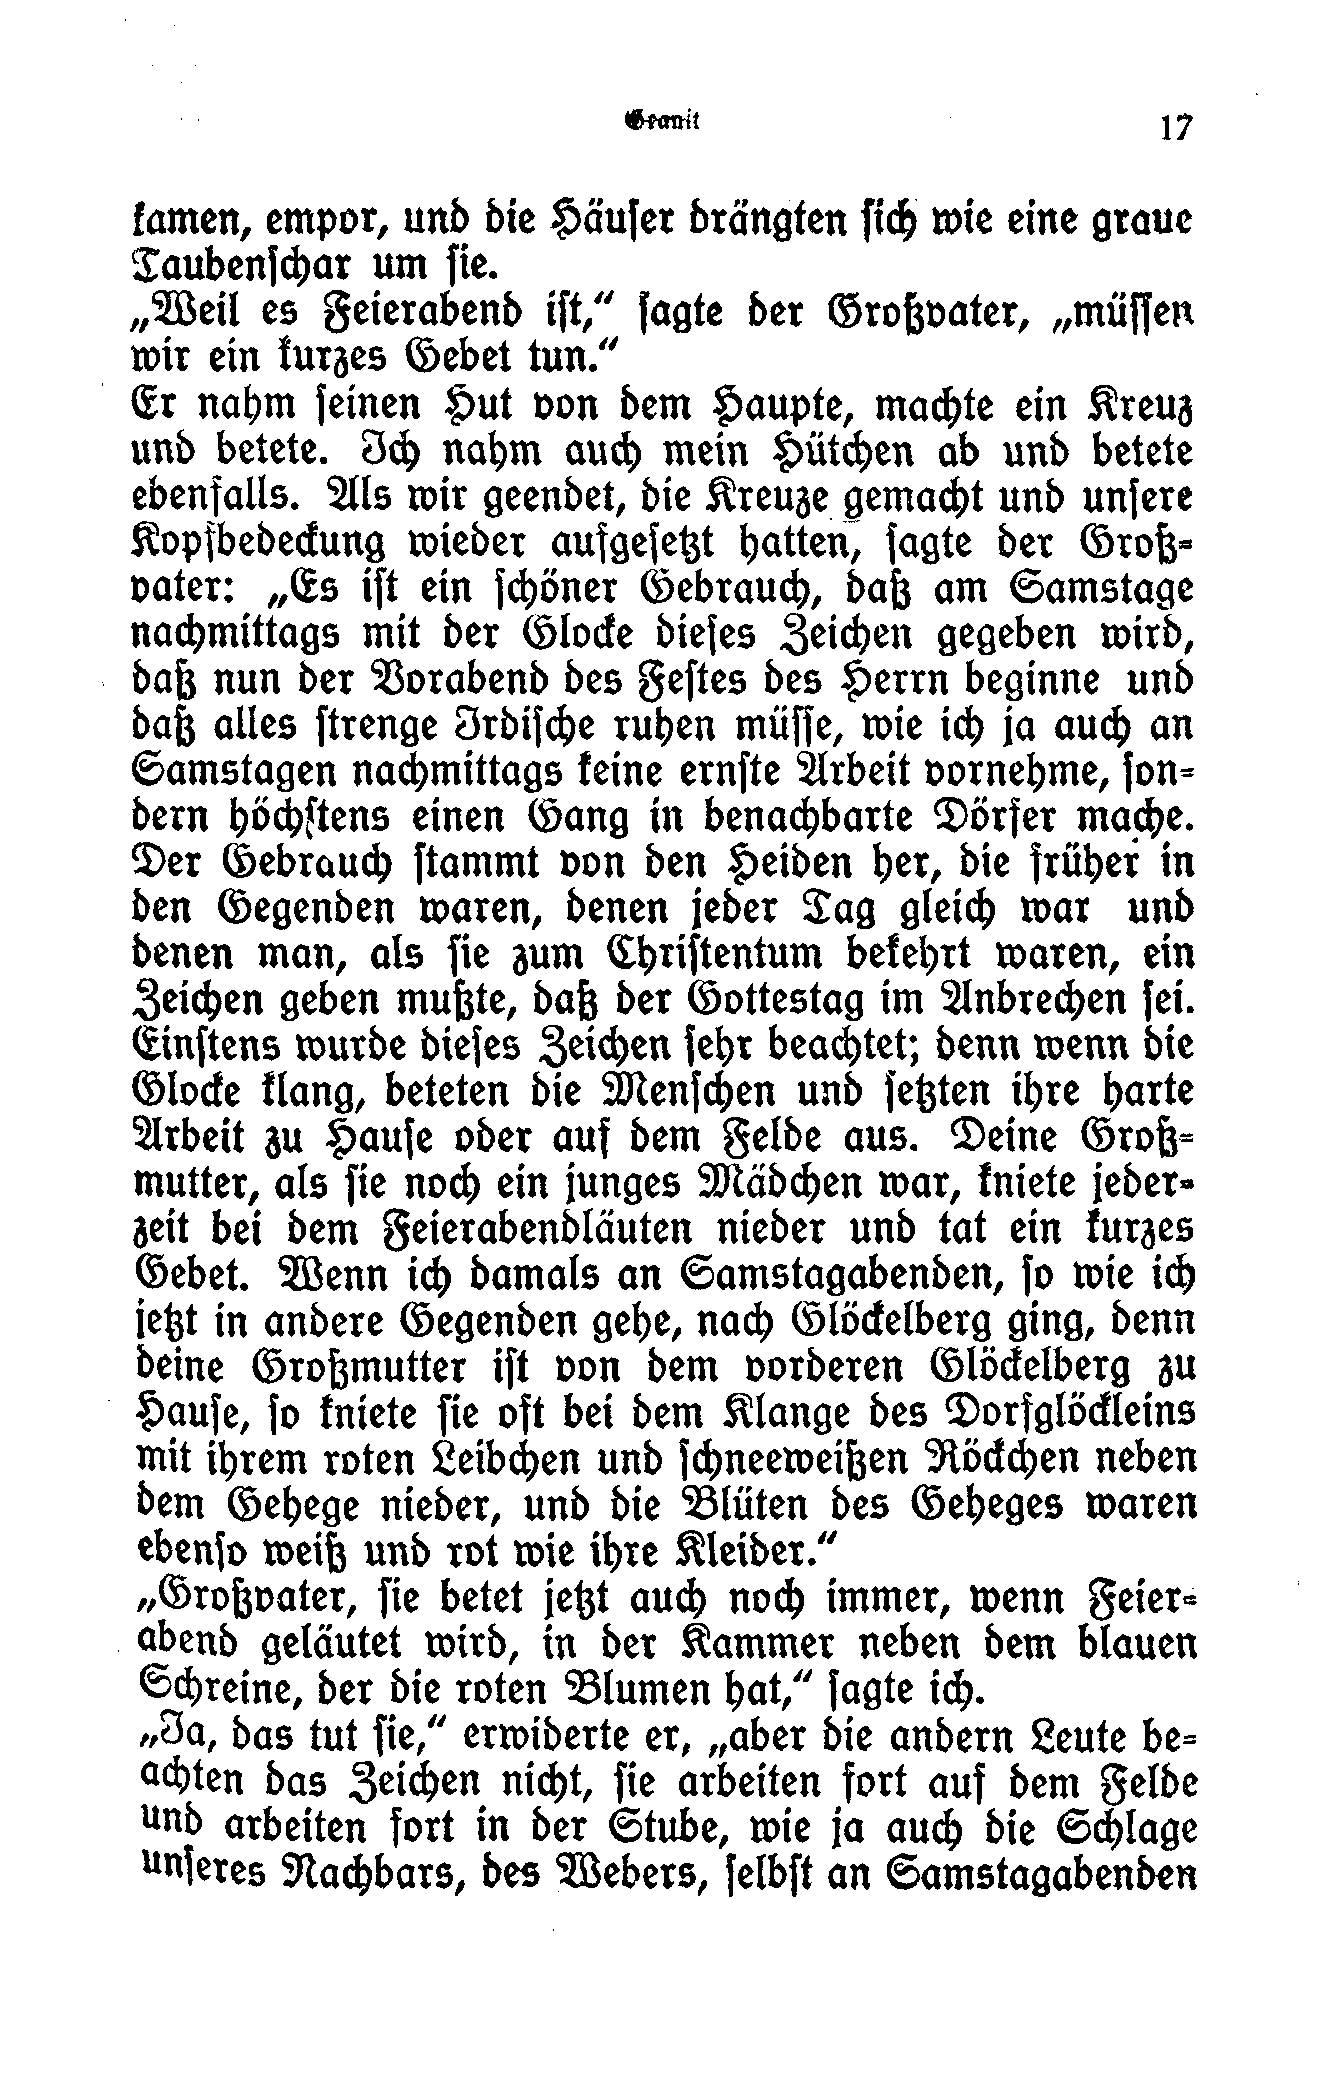 Granit
17
kamen, empor, und die Häuser drängten sich wie eine graue
Taubenschar um sie.
„Weil es Feierabend ist,“ sagte der Großvater, „müssen
wir ein kurzes Gebet tun.“
Er nahm seinen Hut von dem Haupte, machte ein Kreuz
und betete. Ich nahm auch mein Hütchen ab und betete
ebenfalls. Als wir geendet, die Kreuze gemacht und unsere
Kopfbedeckung wieder aufgesetzt hatten, sagte der Groß-
vater: „Es ist ein schöner Gebrauch, daß am Samstage
nachmittags mit der Glocke dieses Zeichen gegeben wird,
daß nun der Vorabend des Festes des Herrn beginne und
daß alles strenge Irdische ruhen müsse, wie ich ja auch an
Samstagen nachmittags keine ernste Arbeit vornehme, son-
dern höchstens einen Gang in benachbarte Dörfer mache.
Der Gebrauch stammt von den Heiden her, die früher in
den Gegenden waren, denen jeder Tag gleich war und
denen man, als sie zum Christentum bekehrt waren, ein
Zeichen geben mußte, daß der Gottestag im Anbrechen sei.
Einstens wurde dieses Zeichen sehr beachtet; denn wenn die
Glocke klang, beteten die Menschen und setzten ihre harte
Arbeit zu Hause oder auf dem Felde aus. Deine Groß-
mutter, als sie noch ein junges Mädchen war, kniete jeder-
zeit bei dem Feierabendläuten nieder und tat ein kurzes
Gebet. Wenn ich damals an Samstagabenden, so wie ich
jetzt in andere Gegenden gehe, nach Glöckelberg ging, denn
deine Großmutter ist von dem vorderen Glöckelberg zu
Hause, so kniete sie oft bei dem Klange des Dorfglöckleins
mit ihrem roten Leibchen und schneeweißen Röckchen neben
dem Gehege nieder, und die Blüten des Geheges waren
ebenso weiß und rot wie ihre Kleider.“
„Großvater, sie betet jetzt auch noch immer, wenn Feier-
abend geläutet wird, in der Kammer neben dem blauen
Schreine, der die roten Blumen hat,“ sagte ich.
„Ja, das tut sie,“ erwiderte er, „aber die andern Leute be-
achten das Zeichen nicht, sie arbeiten fort auf dem Felde
und arbeiten fort in der Stube, wie ja auch die Schlage
unseres Nachbars, des Webers, selbst an Samstagabenden